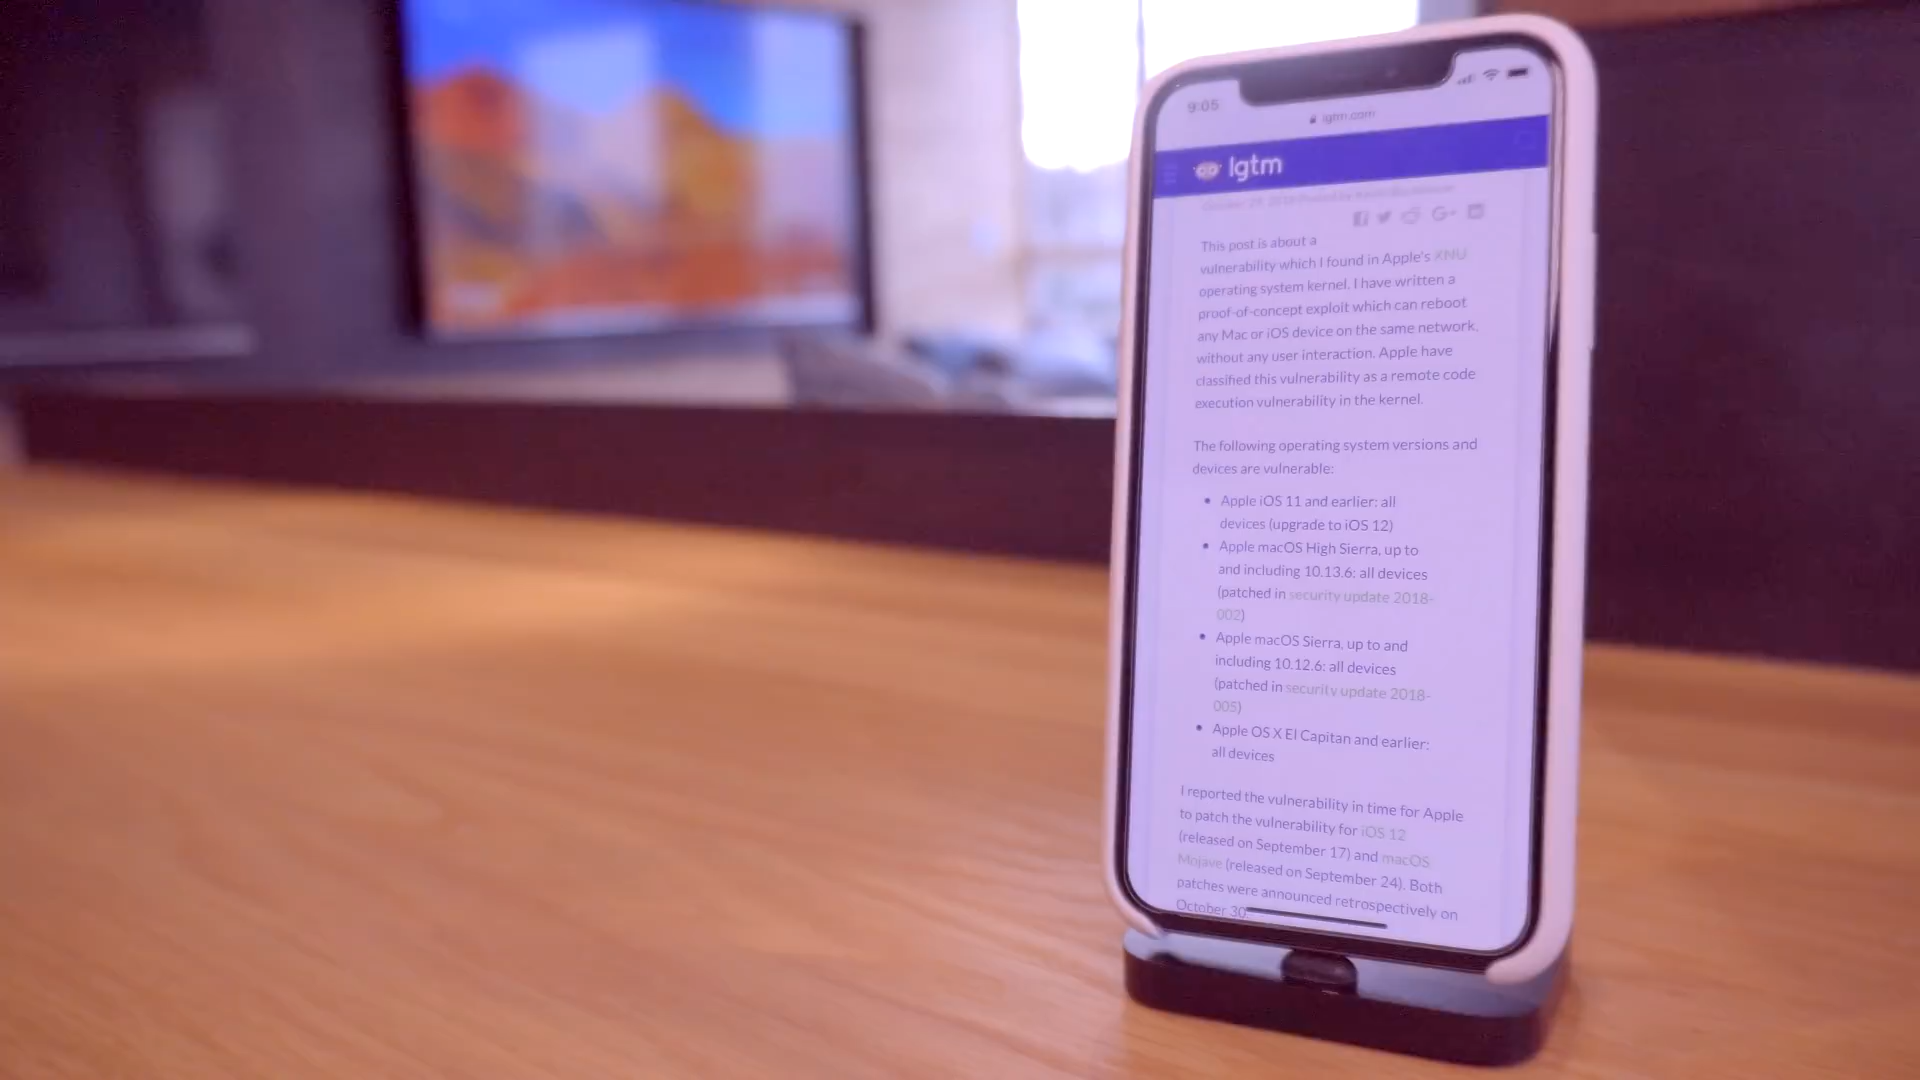 9:05
lgtm.com
lgtm
This post is about a
vulnerability which I found in Apple's XNU
operating system kernel. I have written a
proof-of-concept exploit which can reboot
any Mac or iOS device on the same network,
without any user interaction. Apple have
classified this vulnerability as a remote code
execution vulnerability in the kernel.
The following operating system versions and
devices are vulnerable:
• Apple iOS 11 and earlier: all
devices (upgrade to iOS 12)
• Apple macOS High Sierra, up to
and including 10.13.6: all devices
(patched in security update 2018-
002)
• Apple macOS Sierra, up to and
including 10.12.6: all devices
(patched in security update 2018-
005)
• Apple OS X El Capitan and earlier:
all devices
I reported the vulnerability in time for Apple
to patch the vulnerability for iOS 12
(released on September 17) and macOS
Mojave (released on September 24). Both
patches were announced retrospectively on
October 30.